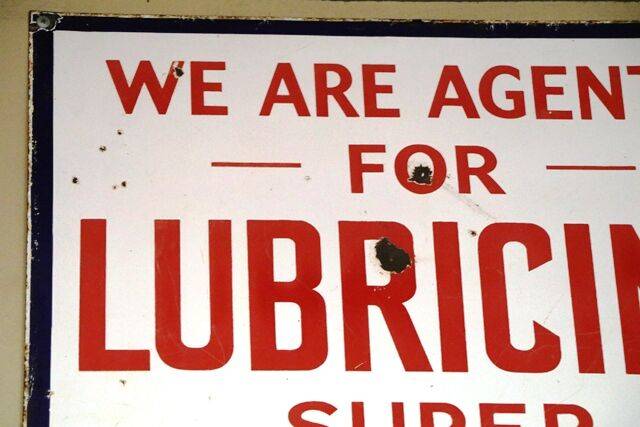 WE ARE AGENT
FOR
LUBRICIN
SUPER